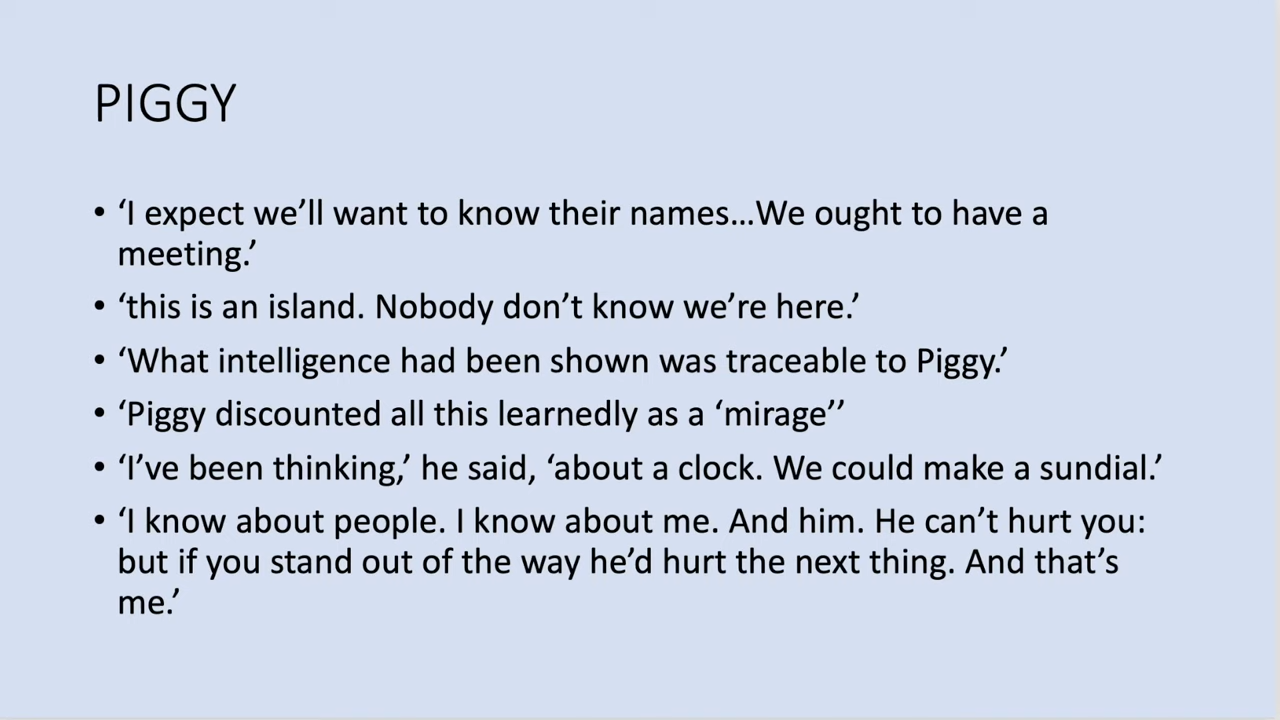 PIGGY
• ‘I expect we’ll want to know their names…We ought to have a
meeting.’
• ‘this is an island. Nobody don’t know we’re here.’
• ‘What intelligence had been shown was traceable to Piggy.’
• ‘Piggy discounted all this learnedly as a ‘mirage’’
• ‘I’ve been thinking,’ he said, ‘about a clock. We could make a sundial.’
• ‘I know about people. I know about me. And him. He can’t hurt you:
but if you stand out of the way he’d hurt the next thing. And that’s
me.’